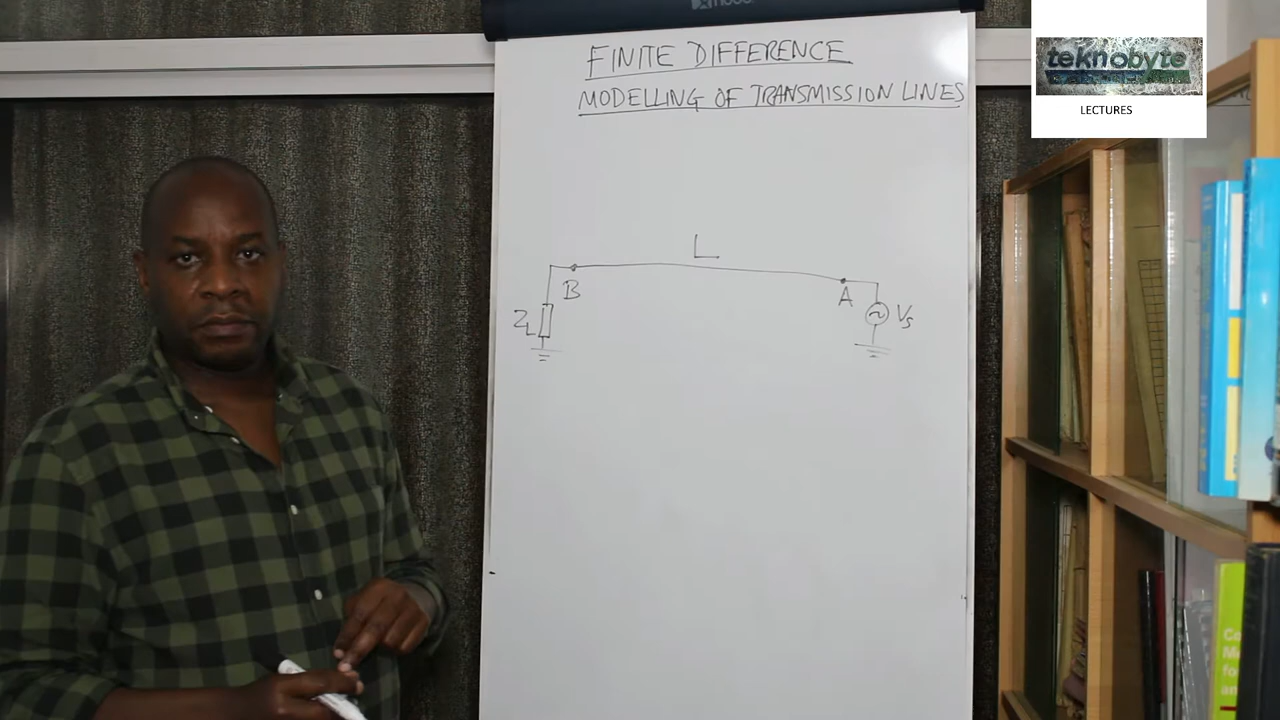 FINITE DIFFERENCE
MODELLING OF TRANSMISSION LINES
L
B
A
ZL
Vs
teknobyte
LECTURES